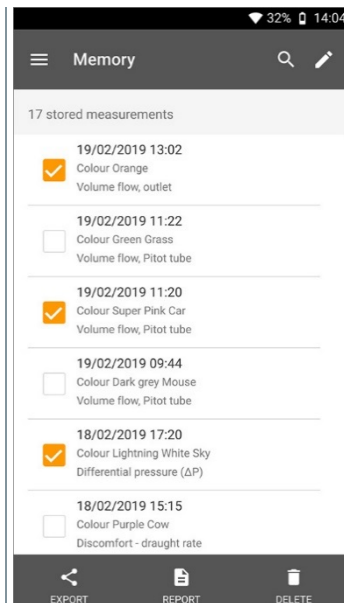 32% 14:04
Memory
17 stored measurements
19/02/2019 13:02
Colour Orange
Volume flow, outlet
19/02/2019 11:22
Colour Green Grass
Volume flow, Pitot tube
19/02/2019 11:20
Colour Super Pink Car
Volume flow, Pitot tube
19/02/2019 09:44
Colour Dark grey Mouse
Volume flow, Pitot tube
18/02/2019 17:20
Colour Lightning White Sky
Differential pressure (ΔP)
18/02/2019 15:15
Colour Purple Cow
Discomfort - draught rate
EXPORT REPORT DELETE